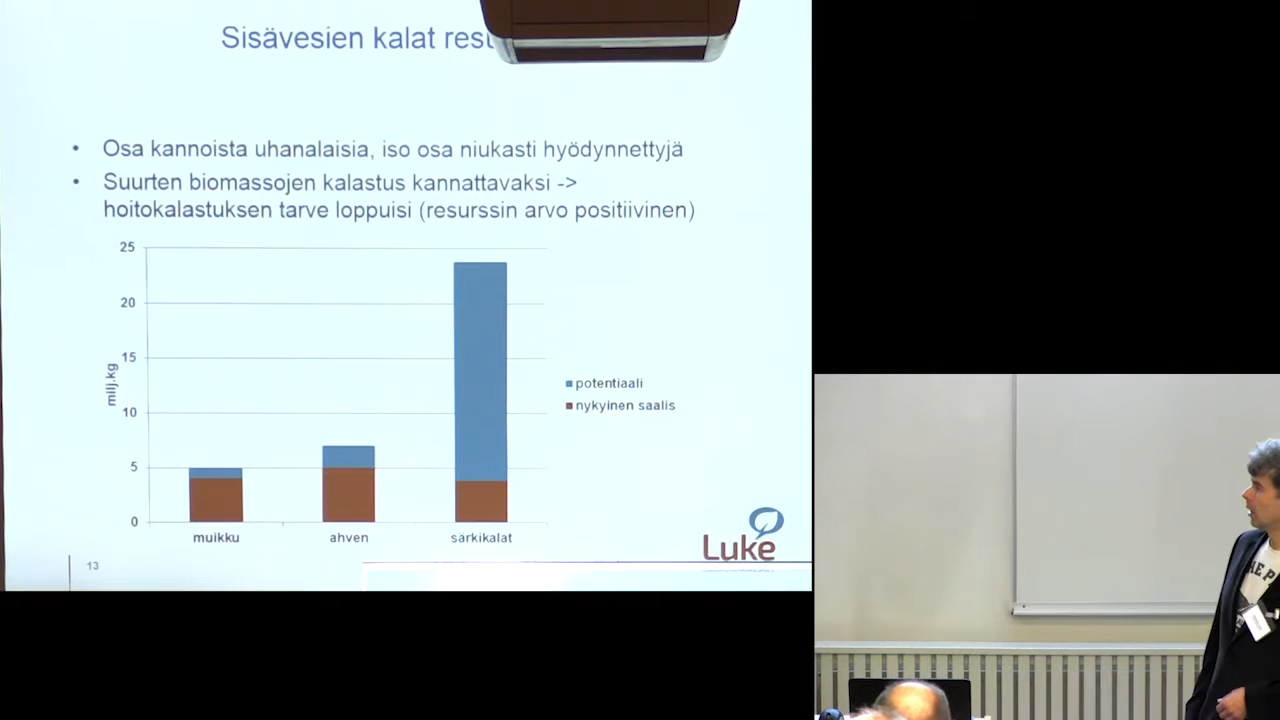 Sisävesien kalat
• Osa kannoista uhanalaisia, iso osa niukasti hyödynnettyjä
• Suurten biomassojen kalastus kannattavaksi ->
hoitokalastuksen tarve loppuisi (resurssin arvo positiivinen)
25
20
15
10
5
0
milj.kg
muikku
ahven
särkikalat
potentiaali
nykyinen saalis
Luke
13